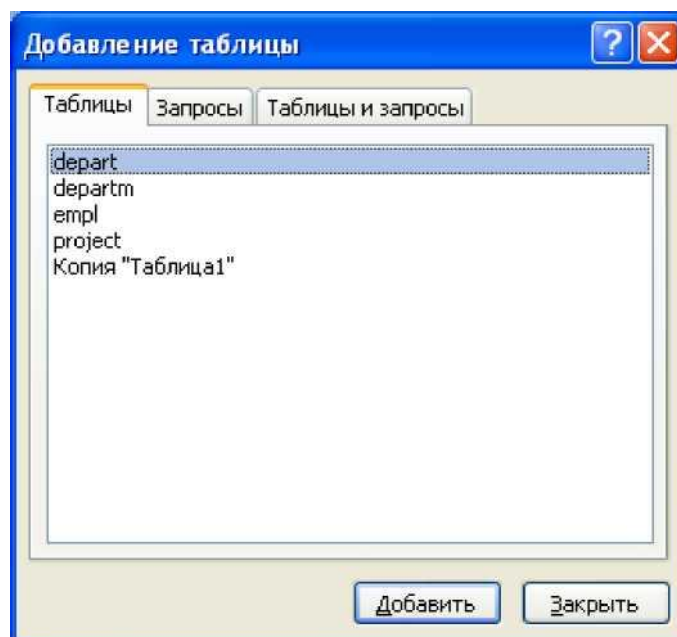 Добавление таблицы
Таблицы Запросы Таблицы и запросы
depart
departm
empl
project
Копия "Таблица1"
Добавить Закрыть